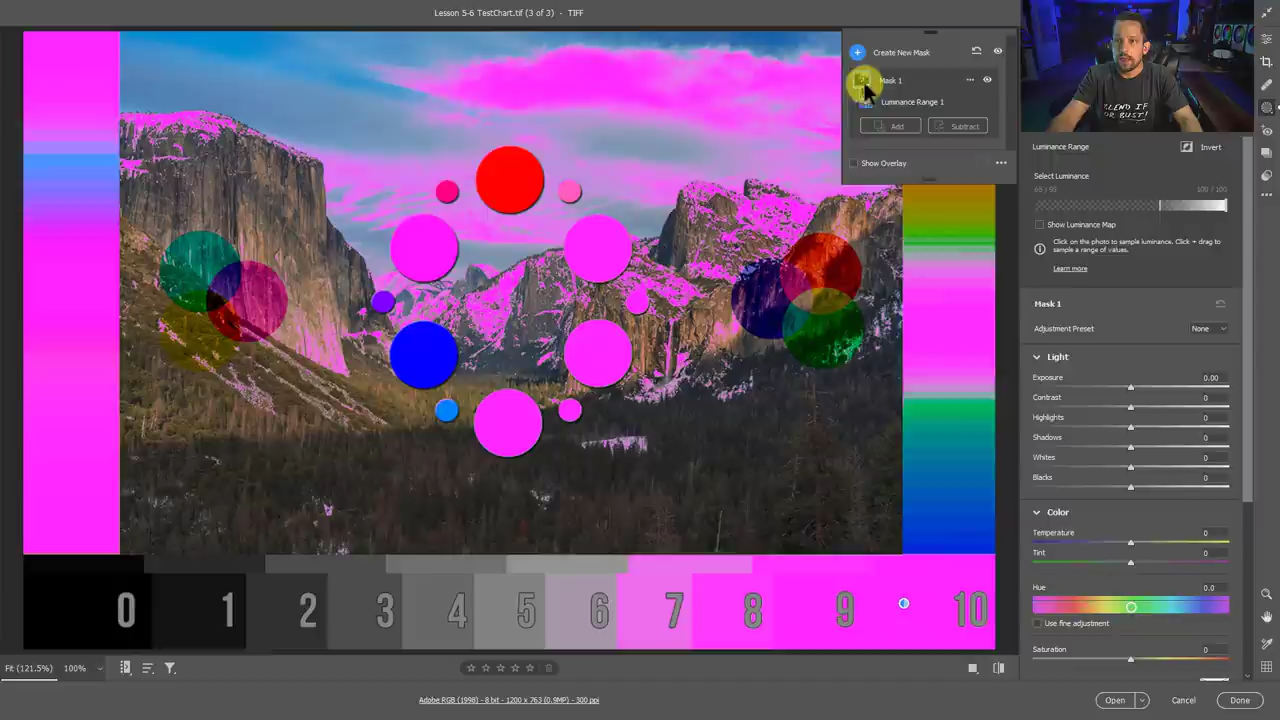 Lesson 5-6 TestChart.tif (3 of 3) - TIFF
Create New Mask
Mask 1
Luminance Range 1
Add
Subtract
Show Overlay
BLEND IF
OR BUST!
Luminance Range
Invert
Select Luminance
100 / 100
Show Luminance Map
Click on the photo to sample luminance. Click + drag
to sample a range of values.
Learn more
Mask 1
Adjustment Preset
None
Light
Exposure
0.00
Contrast
0
Highlights
0
Shadows
0
Whites
0
Blacks
0
Color
Temperature
0
Tint
0
Hue
0.0
Use fine adjustment
Saturation
0
0 1 2 3 4 5 6 7 8 9 10
Fit (121.5%)
100%
Adobe RGB (1998) - 8 bit - 1200 x 763 (0.9MP) - 300 ppi
Open
Cancel
Done